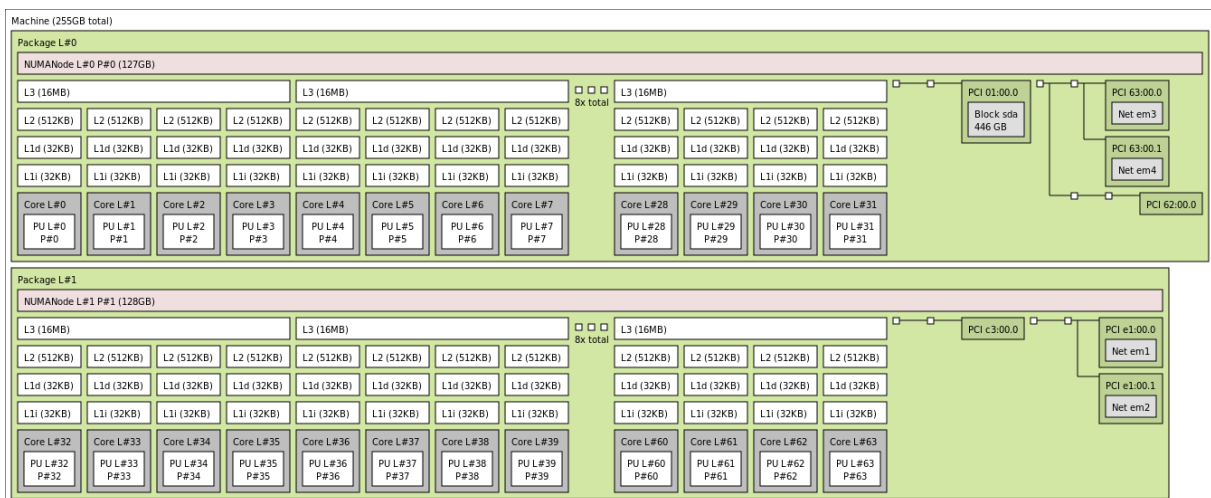 Machine (255GB total)
Package L#0
NUMANode L#0 P#0 (127GB)
L3 (16MB) L3 (16MB) 8x total L3 (16MB) PCI 01:00.0 PCI 63:00.0
Block sda Net em3
446 GB
L2 (512KB) L2 (512KB) L2 (512KB) L2 (512KB) L2 (512KB) L2 (512KB) L2 (512KB) L2 (512KB) L2 (512KB) L2 (512KB) L2 (512KB) L2 (512KB)
L1d (32KB) L1d (32KB) L1d (32KB) L1d (32KB) L1d (32KB) L1d (32KB) L1d (32KB) L1d (32KB) L1d (32KB) L1d (32KB) L1d (32KB) L1d (32KB) PCI 63:00.1
L1i (32KB) L1i (32KB) L1i (32KB) L1i (32KB) L1i (32KB) L1i (32KB) L1i (32KB) L1i (32KB) L1i (32KB) L1i (32KB) L1i (32KB) L1i (32KB) Net em4
Core L#0 Core L#1 Core L#2 Core L#3 Core L#4 Core L#5 Core L#6 Core L#7 Core L#28 Core L#29 Core L#30 Core L#31 PCI 62:00.0
PU L#0 PU L#1 PU L#2 PU L#3 PU L#4 PU L#5 PU L#6 PU L#7 PU L#28 PU L#29 PU L#30 PU L#31
P#0 P#1 P#2 P#3 P#4 P#5 P#6 P#7 P#28 P#29 P#30 P#31
Package L#1
NUMANode L#1 P#1 (128GB)
L3 (16MB) L3 (16MB) 8x total L3 (16MB) PCI c3:00.0 PCI e1:00.0
Net em1
L2 (512KB) L2 (512KB) L2 (512KB) L2 (512KB) L2 (512KB) L2 (512KB) L2 (512KB) L2 (512KB) L2 (512KB) L2 (512KB) L2 (512KB) L2 (512KB)
L1d (32KB) L1d (32KB) L1d (32KB) L1d (32KB) L1d (32KB) L1d (32KB) L1d (32KB) L1d (32KB) L1d (32KB) L1d (32KB) L1d (32KB) L1d (32KB) PCI e1:00.1
L1i (32KB) L1i (32KB) L1i (32KB) L1i (32KB) L1i (32KB) L1i (32KB) L1i (32KB) L1i (32KB) L1i (32KB) L1i (32KB) L1i (32KB) L1i (32KB) Net em2
Core L#32 Core L#33 Core L#34 Core L#35 Core L#36 Core L#37 Core L#38 Core L#39 Core L#60 Core L#61 Core L#62 Core L#63
PU L#32 PU L#33 PU L#34 PU L#35 PU L#36 PU L#37 PU L#38 PU L#39 PU L#60 PU L#61 PU L#62 PU L#63
P#32 P#33 P#34 P#35 P#36 P#37 P#38 P#39 P#60 P#61 P#62 P#63